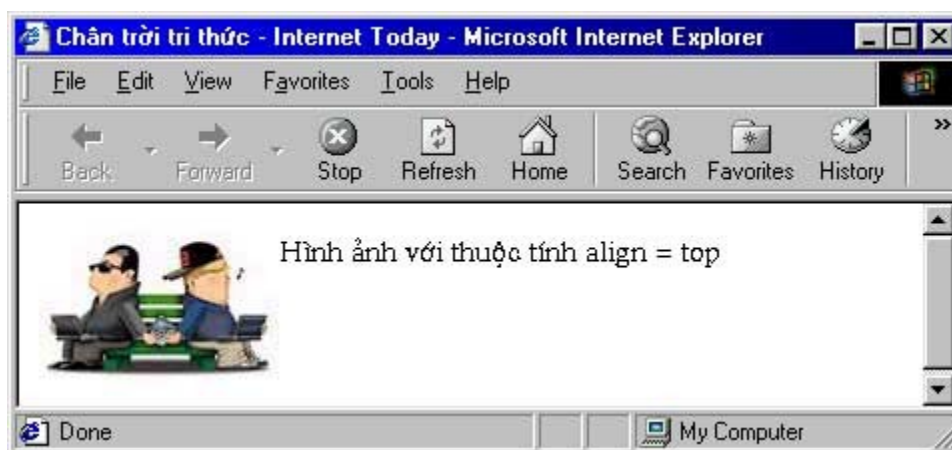 Chân trời tri thức - Internet Today - Microsoft Internet Explorer
File Edit View Favorites Tools Help
Back Forward Stop Refresh Home Search Favorites History »
Hình ảnh với thuộc tính align = top
Done My Computer